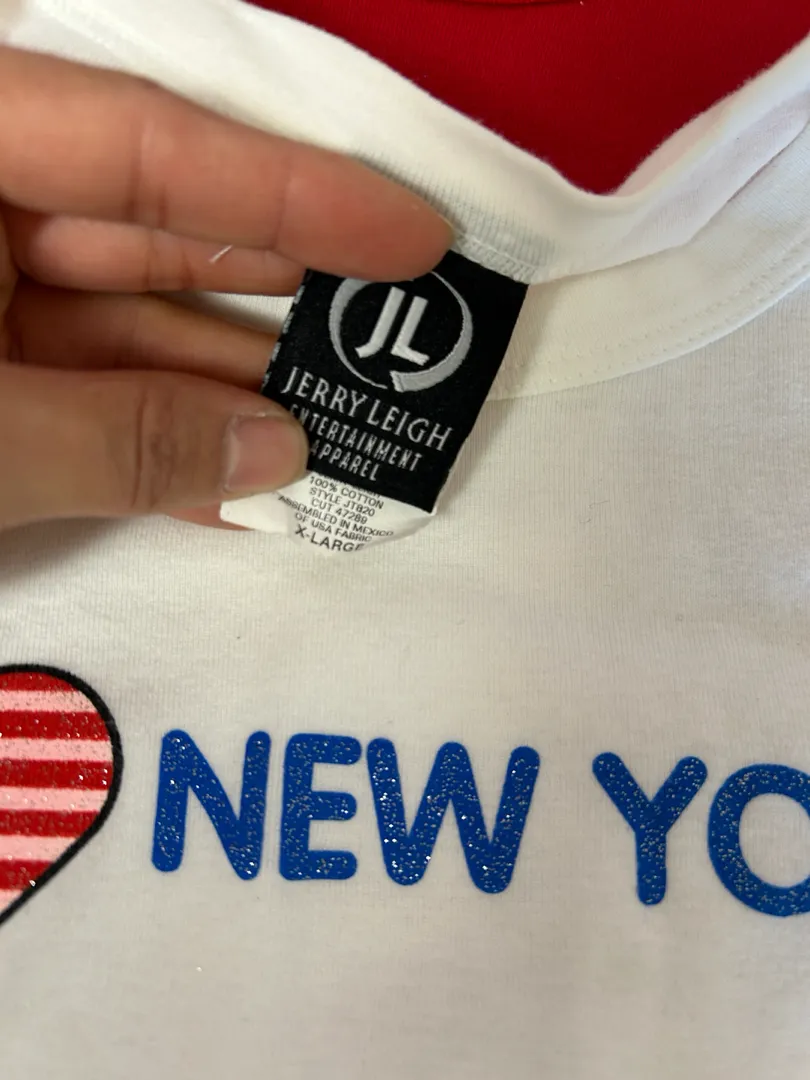 JL
JERRY LEIGH
ENTERTAINMENT
APPAREL
100% COTTON
STYLE JT820
CUT 47289
ASSEMBLED IN MEXICO
OF USA FABRIC
X-LARGE
NEW YO